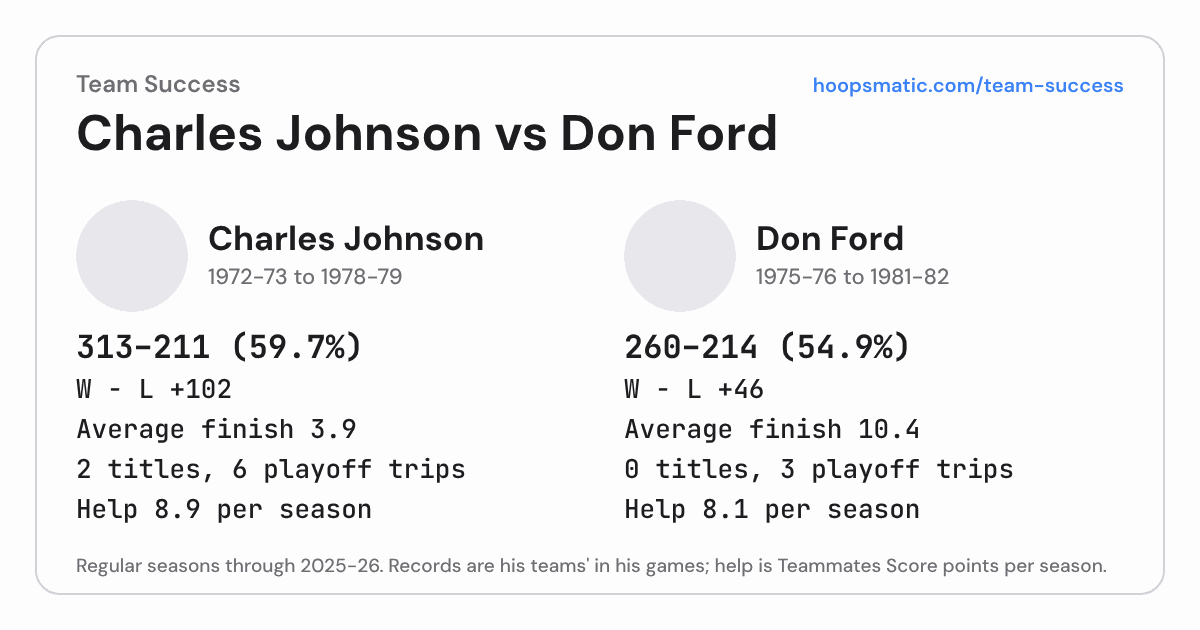 Team Success
hoopsmatic.com/team-success
Charles Johnson vs Don Ford
Charles Johnson
1972-73 to 1978-79
313-211 (59.7%)
W - L +102
Average finish 3.9
2 titles, 6 playoff trips
Help 8.9 per season
Don Ford
1975-76 to 1981-82
260-214 (54.9%)
W - L +46
Average finish 10.4
0 titles, 3 playoff trips
Help 8.1 per season
Regular seasons through 2025-26. Records are his teams' in his games; help is Teammates Score points per season.